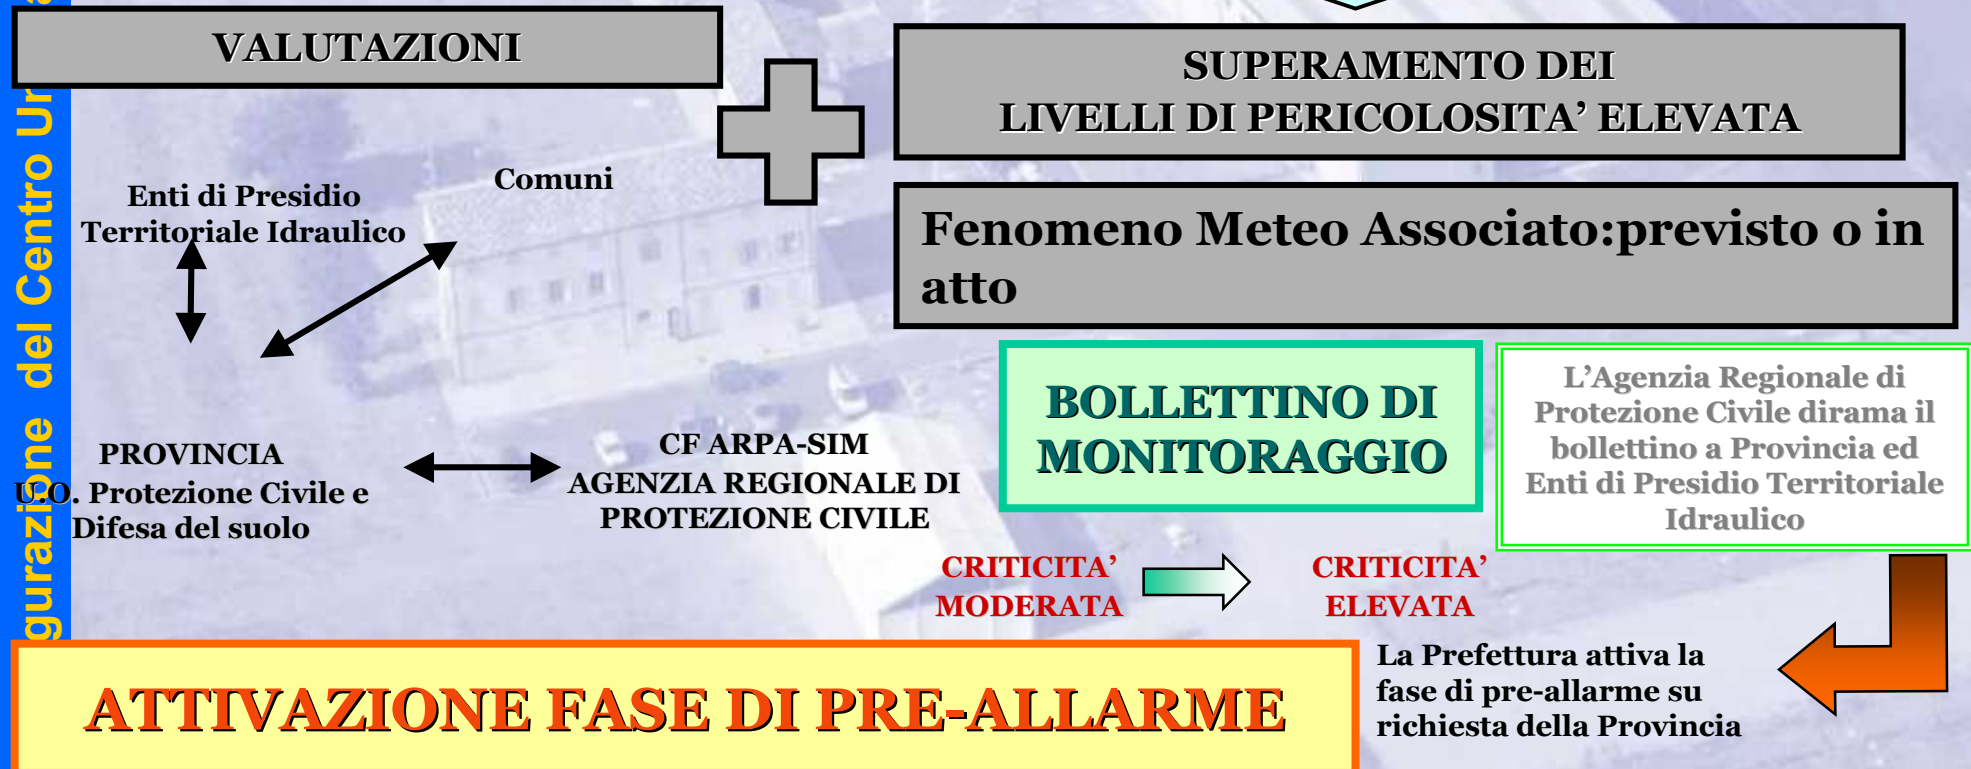 VALUTAZIONI
SUPERAMENTO DEI
LIVELLI DI PERICOLOSITA’ ELEVATA
Enti di Presidio
Territoriale Idraulico
Comuni
Fenomeno Meteo Associato:previsto o in
atto
PROVINCIA
U.O. Protezione Civile e
Difesa del suolo
CF ARPA-SIM
AGENZIA REGIONALE DI
PROTEZIONE CIVILE
BOLLETTINO DI
MONITORAGGIO
L’Agenzia Regionale di
Protezione Civile dirama il
bollettino a Provincia ed
Enti di Presidio Territoriale
Idraulico
CRITICITA’
MODERATA
CRITICITA’
ELEVATA
ATTIVAZIONE FASE DI PRE-ALLARME
La Prefettura attiva la
fase di pre-allarme su
richiesta della Provincia
gurazione del Centro Un